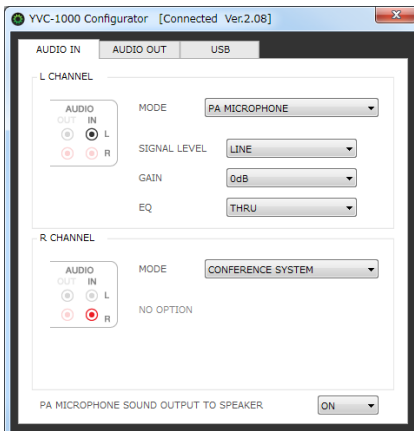 YVC-1000 Configurator [Connected Ver.2.08]
AUDIO IN AUDIO OUT USB
L CHANNEL
AUDIO
OUT IN
L
R
MODE PA MICROPHONE
SIGNAL LEVEL LINE
GAIN 0dB
EQ THRU
R CHANNEL
AUDIO
OUT IN
L
R
MODE CONFERENCE SYSTEM
NO OPTION
PA MICROPHONE SOUND OUTPUT TO SPEAKER ON